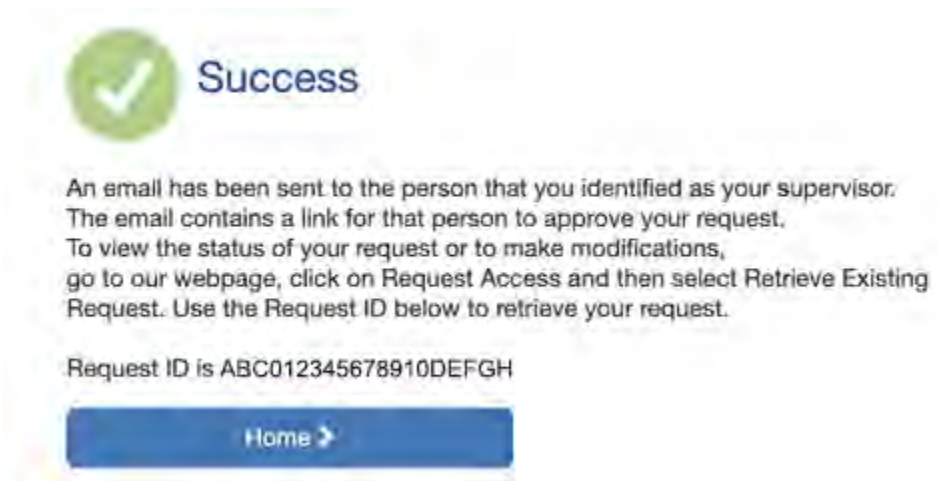 Success
An email has been sent to the person that you identified as your supervisor.
The email contains a link for that person to approve your request.
To view the status of your request or to make modifications,
go to our webpage, click on Request Access and then select Retrieve Existing
Request. Use the Request ID below to retrieve your request.
Request ID is ABC012345678910DEFGH
Home >